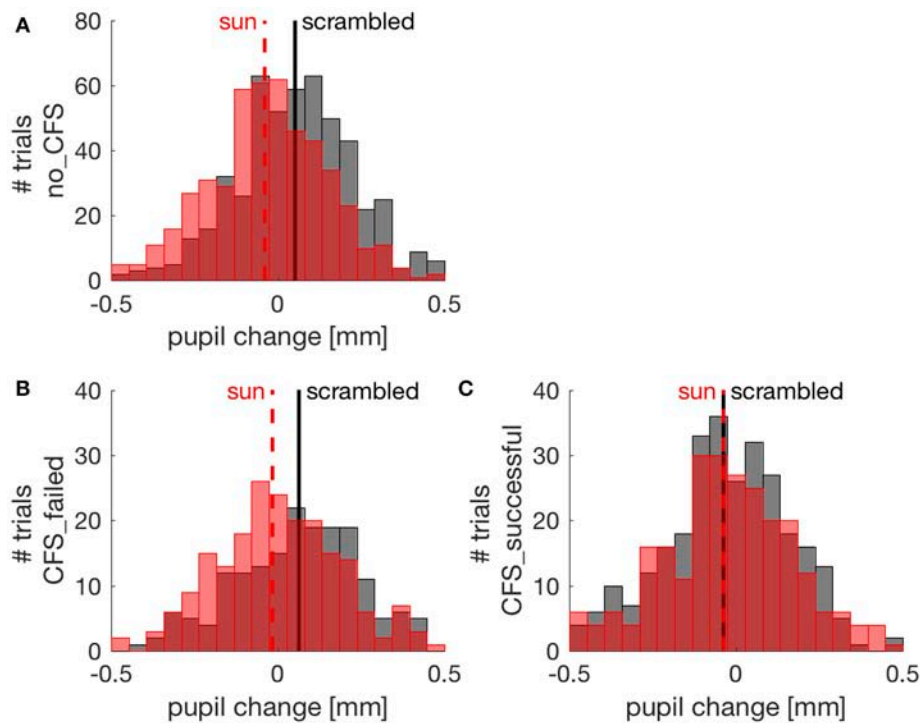 A
sun
scrambled
80
60
40
20
0
# trials
no_CFS
-0.5
0
0.5
pupil change [mm]
B
sun
scrambled
40
30
20
10
0
# trials
CFS_failed
-0.5
0
0.5
pupil change [mm]
C
sun
scrambled
40
30
20
10
0
# trials
CFS_successful
-0.5
0
0.5
pupil change [mm]